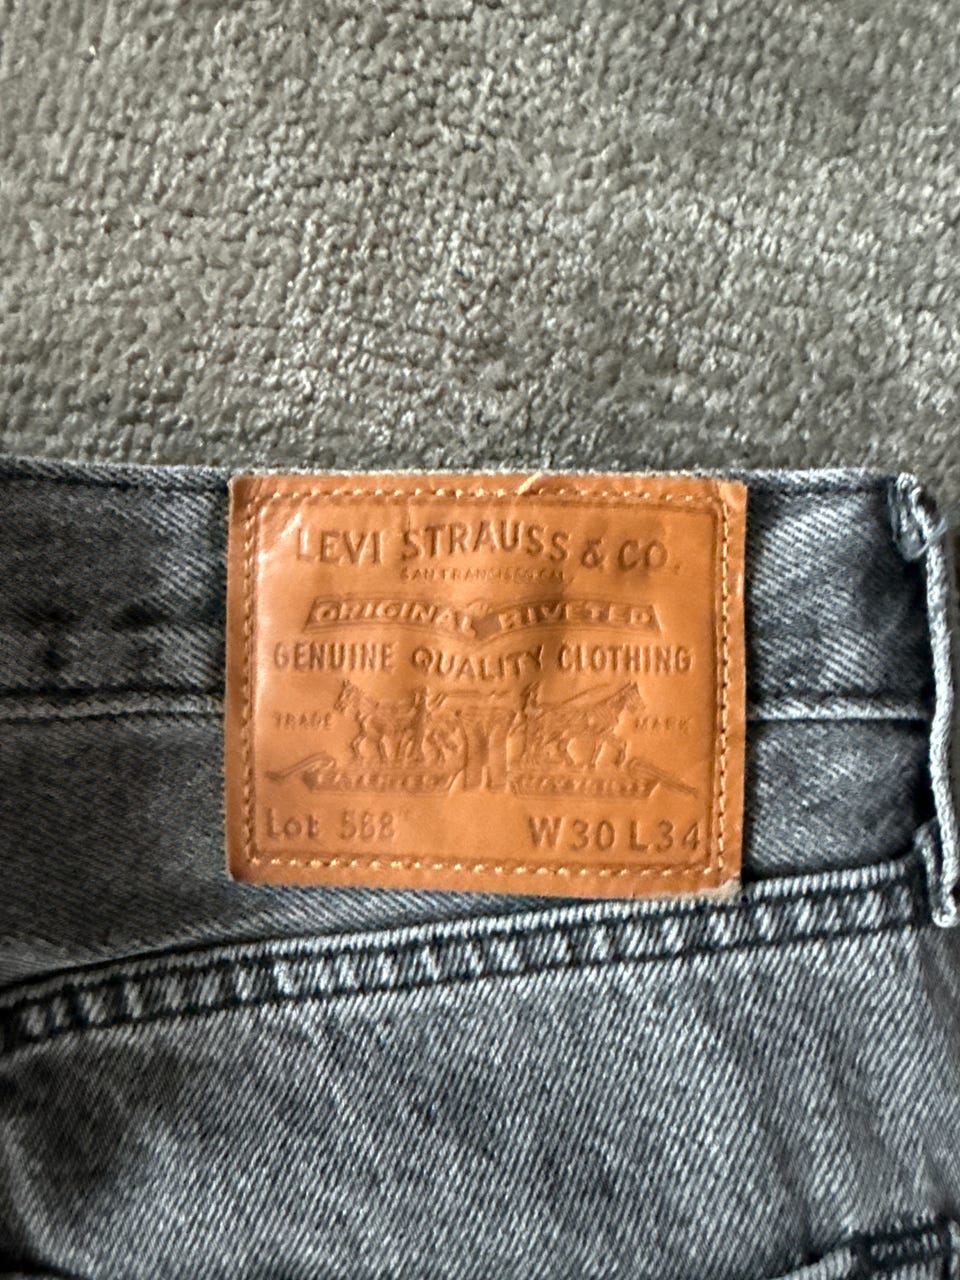 LEVI STRAUSS & CO.
ORIGINAL RIVETED
GENUINE QUALITY CLOTHING
TRADE MARK
Lot 568 W30 L34